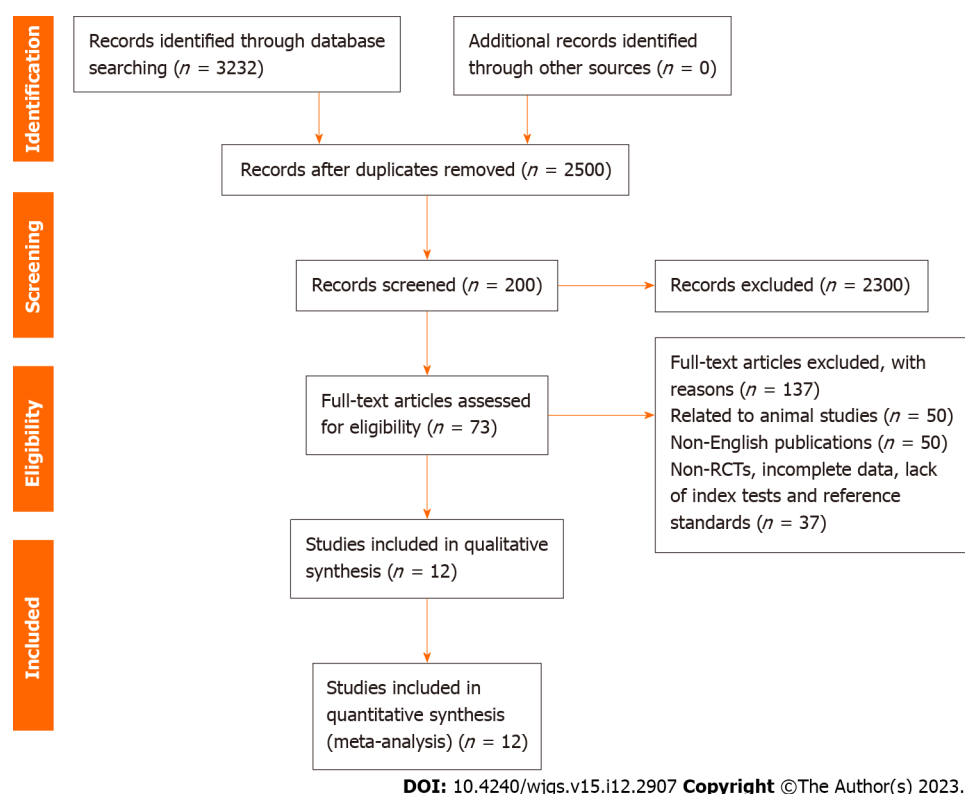 Identification
Records identified through database
searching (n = 3232)
Additional records identified
through other sources (n = 0)
Records after duplicates removed (n = 2500)
Screening
Records screened (n = 200)
Records excluded (n = 2300)
Eligibility
Full-text articles assessed
for eligibility (n = 73)
Full-text articles excluded, with
reasons (n = 137)
Related to animal studies (n = 50)
Non-English publications (n = 50)
Non-RCTs, incomplete data, lack
of index tests and reference
standards (n = 37)
Included
Studies included in qualitative
synthesis (n = 12)
Studies included in
quantitative synthesis
(meta-analysis) (n = 12)
DOI: 10.4240/wjgs.v15.i12.2907 Copyright ©The Author(s) 2023.